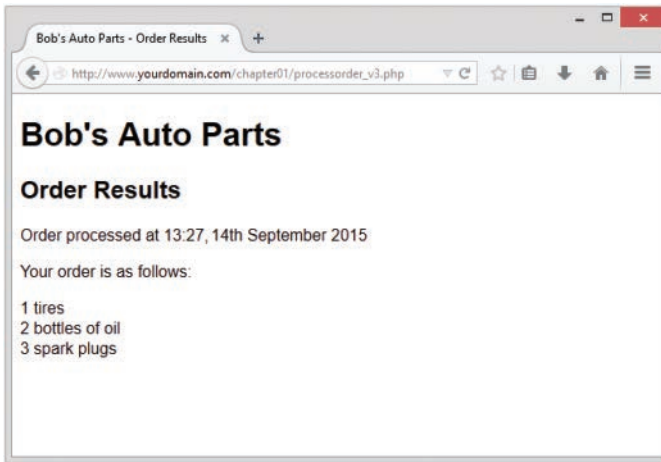 Bob's Auto Parts - Order Results
http://www.yourdomain.com/chapter01/processorder_v3.php
Bob's Auto Parts
Order Results
Order processed at 13:27, 14th September 2015
Your order is as follows:
1 tires
2 bottles of oil
3 spark plugs